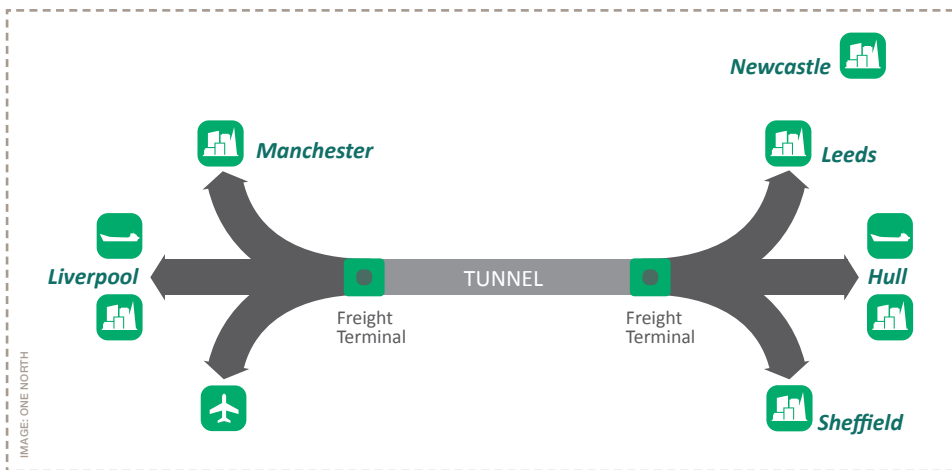 Newcastle
Manchester
Leeds
Liverpool
TUNNEL
Hull
Freight
Terminal
Freight
Terminal
Sheffield
IMAGE: ONE NORTH